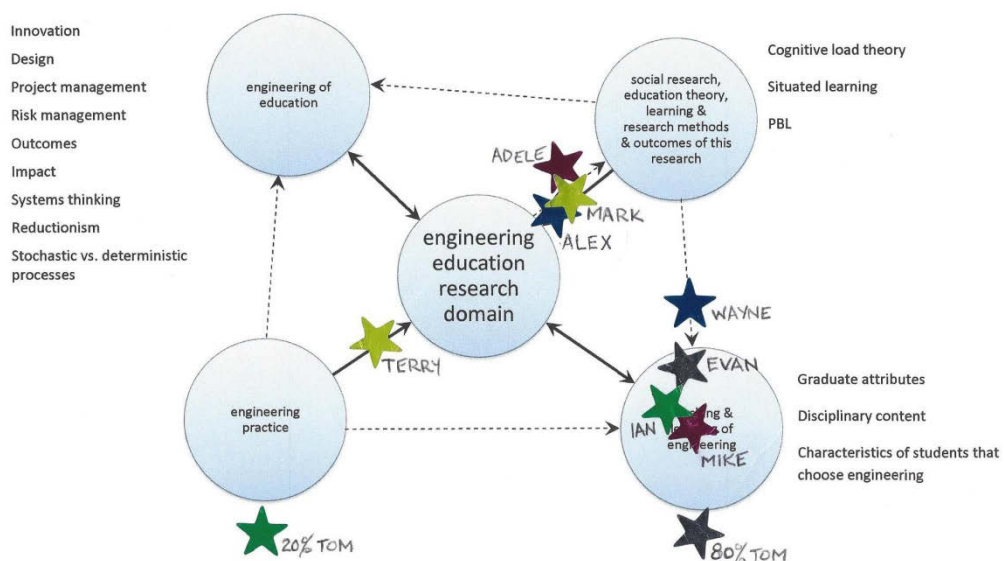 Innovation
Design
Project management
Risk management
Outcomes
Impact
Systems thinking
Reductionism
Stochastic vs. deterministic
processes
engineering of
education
social research,
education theory,
learning &
research methods
& outcomes of this
research
Cognitive load theory
Situated learning
PBL
ADELE
MARK
ALEX
engineering
education
research
domain
WAYNE
TERRY
EVAN
engineering
practice
IAN
&
of
engineering
MIKE
Graduate attributes
Disciplinary content
Characteristics of students that
choose engineering
20% TOM
80% TOM